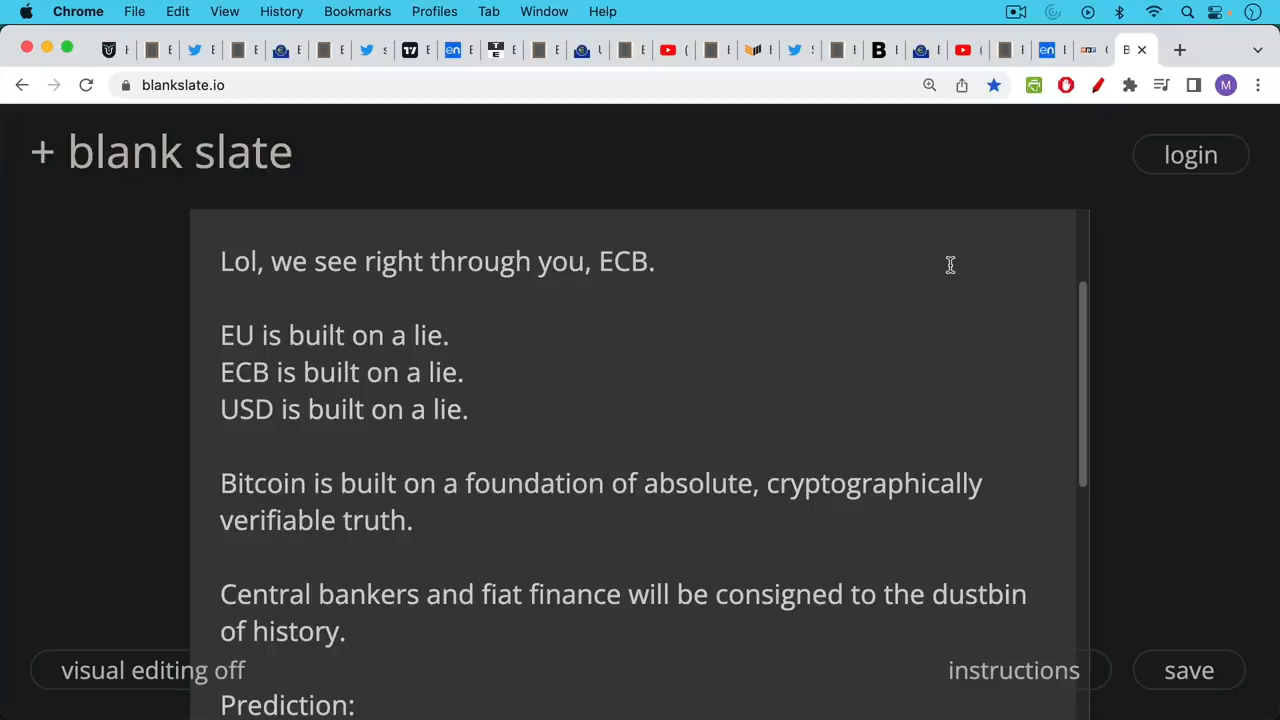 Chrome File Edit View History Bookmarks Profiles Tab Window Help
blankslate.io
M
+ blank slate
login
Lol, we see right through you, ECB.
EU is built on a lie.
ECB is built on a lie.
USD is built on a lie.
Bitcoin is built on a foundation of absolute, cryptographically
verifiable truth.
Central bankers and fiat finance will be consigned to the dustbin
of history.
visual editing off
instructions
save
Prediction: